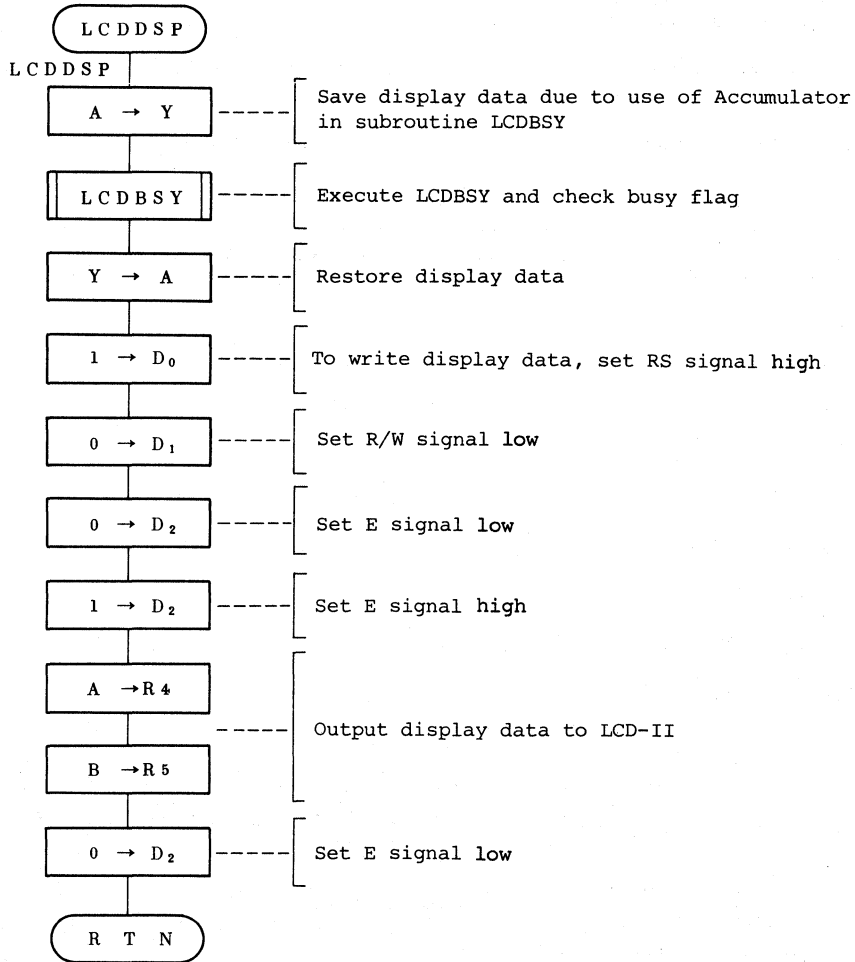 LCDDSP
LCDDSP
A → Y
Save display data due to use of Accumulator
in subroutine LCDBSY
LCDBSY
Execute LCDBSY and check busy flag
Y → A
Restore display data
1 → D₀
To write display data, set RS signal high
0 → D₁
Set R/W signal low
0 → D₂
Set E signal low
1 → D₂
Set E signal high
A → R4
Output display data to LCD-II
B → R5
0 → D₂
Set E signal low
RTN